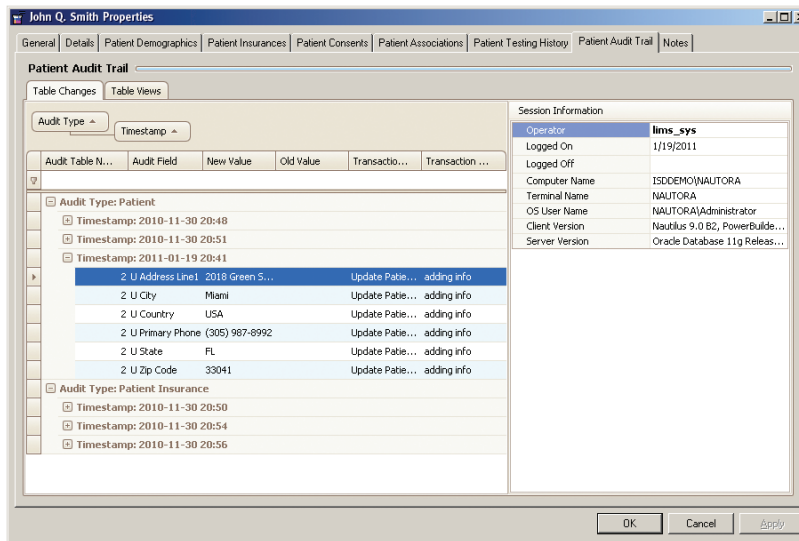 John Q. Smith Properties
General Details Patient Demographics Patient Insurances Patient Consents Patient Associations Patient Testing History Patient Audit Trail Notes
Patient Audit Trail
Table Changes Table Views
Audit Type
Timestamp
Audit Table N... Audit Field New Value Old Value Transactio... Transaction ...
Audit Type: Patient
Timestamp: 2010-11-30 20:48
Timestamp: 2010-11-30 20:51
Timestamp: 2011-01-19 20:41
2 U Address Line1 2018 Green S... Update Patie... adding info
2 U City Miami Update Patie... adding info
2 U Country USA Update Patie... adding info
2 U Primary Phone (305) 987-8992 Update Patie... adding info
2 U State FL Update Patie... adding info
2 U Zip Code 33041 Update Patie... adding info
Audit Type: Patient Insurance
Timestamp: 2010-11-30 20:50
Timestamp: 2010-11-30 20:54
Timestamp: 2010-11-30 20:56
Session Information
Operator lims_sys
Logged On 1/19/2011
Logged Off
Computer Name ISDDEMO\NAUTORA
Terminal Name NAUTORA
OS User Name NAUTORA\Administrator
Client Version Nautilus 9.0 B2, PowerBuilde...
Server Version Oracle Database 11g Releas...
OK Cancel Apply